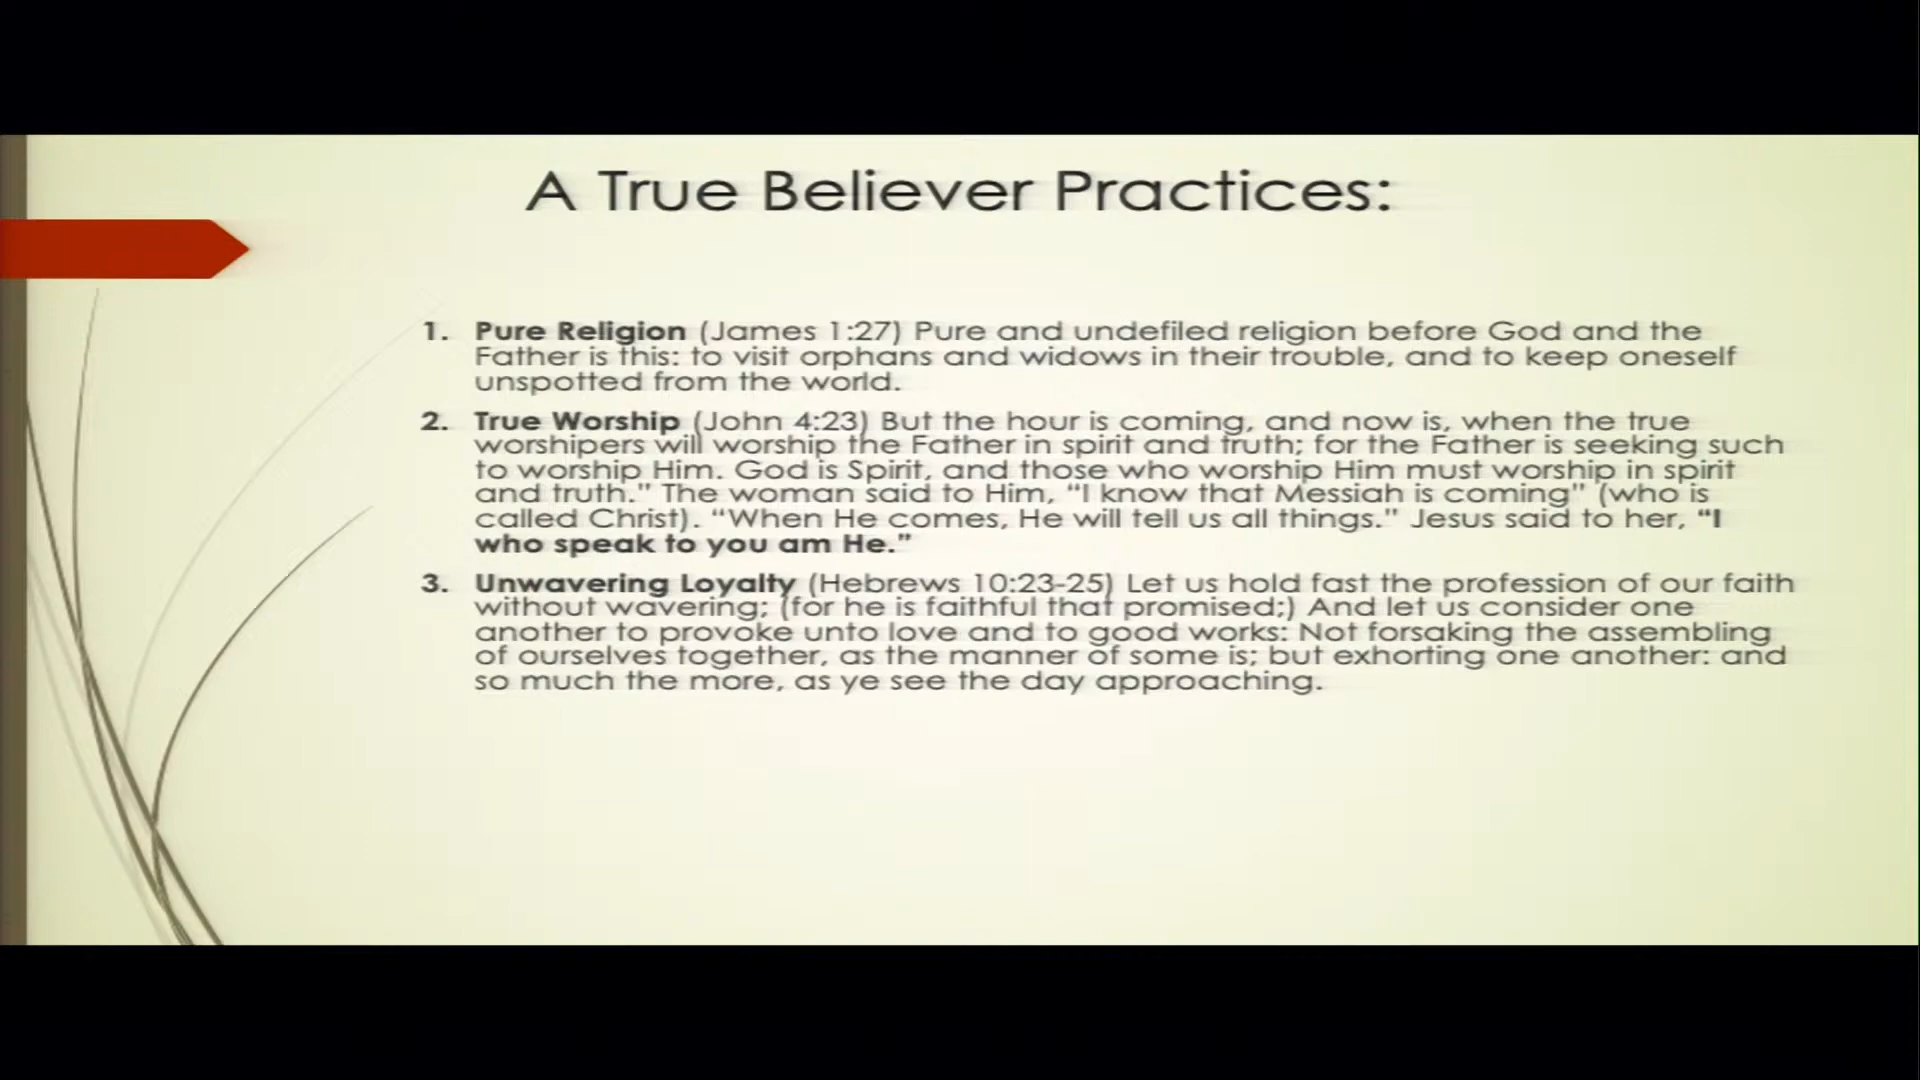 A True Believer Practices:
1. Pure Religion (James 1:27) Pure and undefiled religion before God and the
Father is this: to visit orphans and widows in their trouble, and to keep oneself
unspotted from the world.
2. True Worship (John 4:23) But the hour is coming, and now is, when the true
worshipers will worship the Father in spirit and truth; for the Father is seeking such
to worship Him. God is Spirit, and those who worship Him must worship in spirit
and truth.” The woman said to Him, “I know that Messiah is coming” (who is
called Christ). “When He comes, He will tell us all things.” Jesus said to her, “I
who speak to you am He.”
3. Unwavering Loyalty (Hebrews 10:23-25) Let us hold fast the profession of our faith
without wavering; (for he is faithful that promised;) And let us consider one
another to provoke unto love and to good works: Not forsaking the assembling
of ourselves together, as the manner of some is; but exhorting one another: and
so much the more, as ye see the day approaching.